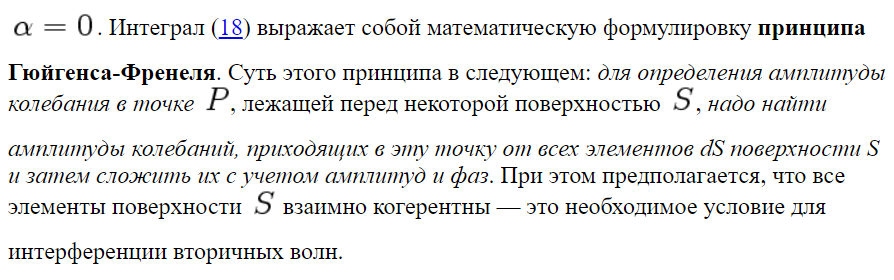 α = 0. Интеграл (18) выражает собой математическую формулировку принципа
Гюйгенса-Френеля. Суть этого принципа в следующем: для определения амплитуды
колебания в точке P, лежащей перед некоторой поверхностью S, надо найти
амплитуды колебаний, приходящих в эту точку от всех элементов dS поверхности S
и затем сложить их с учетом амплитуд и фаз. При этом предполагается, что все
элементы поверхности S взаимно когерентны — это необходимое условие для
интерференции вторичных волн.